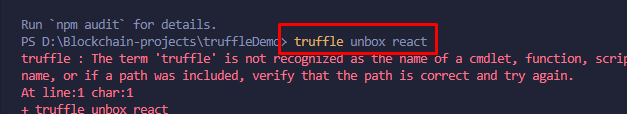 Run `npm audit` for details.
PS D:\Blockchain-projects\truffleDemo> truffle unbox react
truffle : The term 'truffle' is not recognized as the name of a cmdlet, function, scrip
name, or if a path was included, verify that the path is correct and try again.
At line:1 char:1
+ truffle unbox react